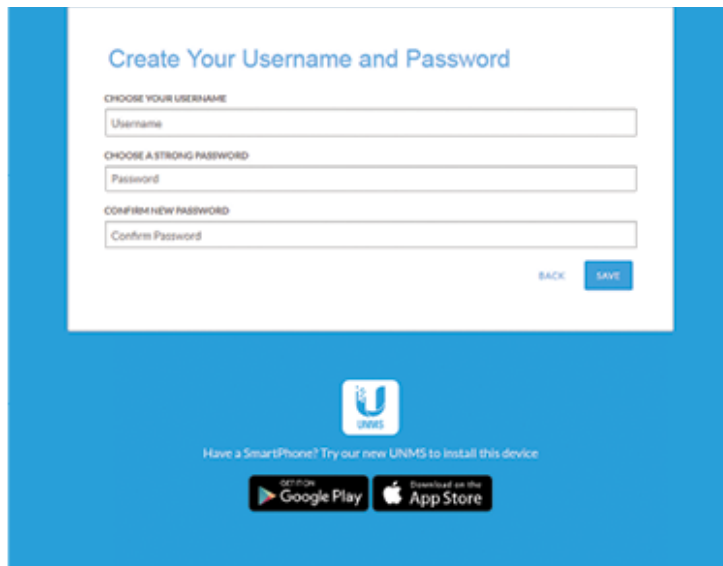 Create Your Username and Password
CHOOSE YOUR USERNAME
Username
CHOOSE A STRONG PASSWORD
Password
CONFIRM NEW PASSWORD
Confirm Password
BACK SAVE
UNMS
Have a SmartPhone? Try our new UNMS to install this device
GET IT ON
Google Play
Download on the
App Store